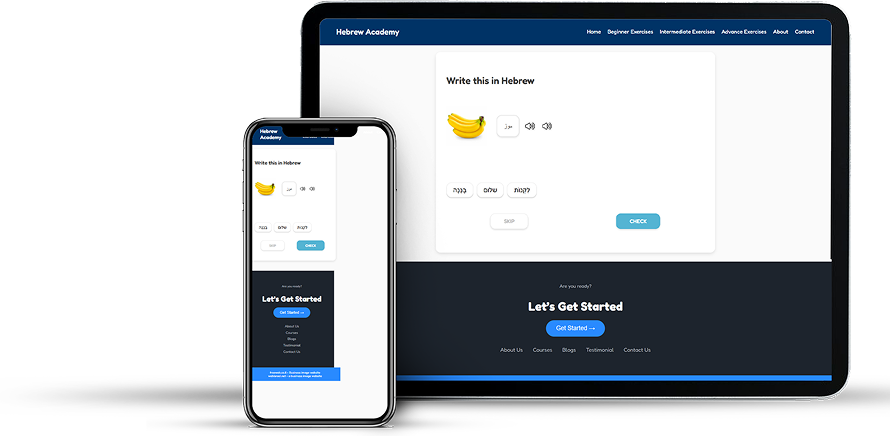 Hebrew Academy
Home Beginner Exercises Intermediate Exercises Advance Exercises About Contact
Write this in Hebrew
موز
בננה שלום לקנות
SKIP CHECK
Are you ready?
Let's Get Started
Get Started →
About Us Courses Blogs Testimonial Contact Us
Hebrew
Academy
Write this in Hebrew
موز
בננה שלום לקנות
SKIP CHECK
Are you ready?
Let's Get Started
Get Started →
About Us
Courses
Blogs
Testimonial
Contact Us